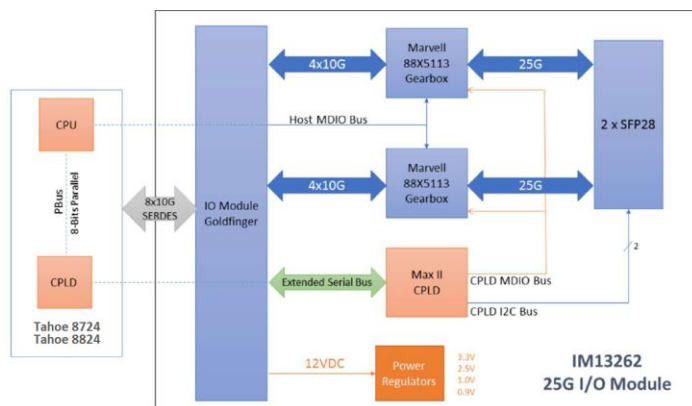 CPU
PBus
8-Bits Parallel
CPLD
Tahoe 8724
Tahoe 8824
8x10G
SERDES
IO Module
Goldfinger
4x10G
Marvell
88X5113
Gearbox
25G
2 x SFP28
Host MDIO Bus
4x10G
Marvell
88X5113
Gearbox
25G
Extended Serial Bus
Max II
CPLD
CPLD MDIO Bus
CPLD I2C Bus
2
12VDC
Power
Regulators
3.3V
2.5V
1.0V
0.9V
IM13262
25G I/O Module